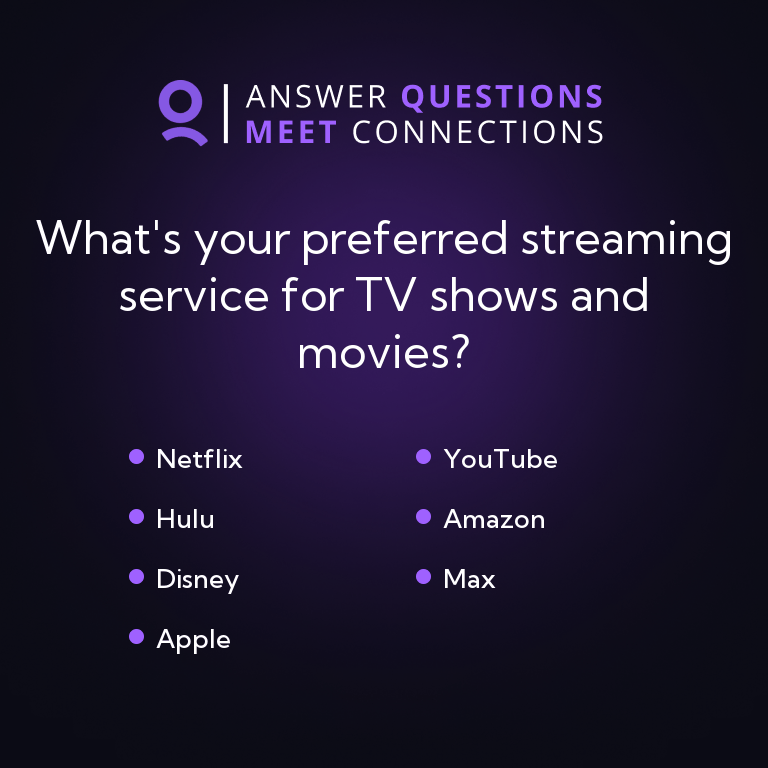 ANSWER QUESTIONS
MEET CONNECTIONS
What's your preferred streaming
service for TV shows and
movies?
Netflix
Hulu
Disney
Apple
YouTube
Amazon
Max